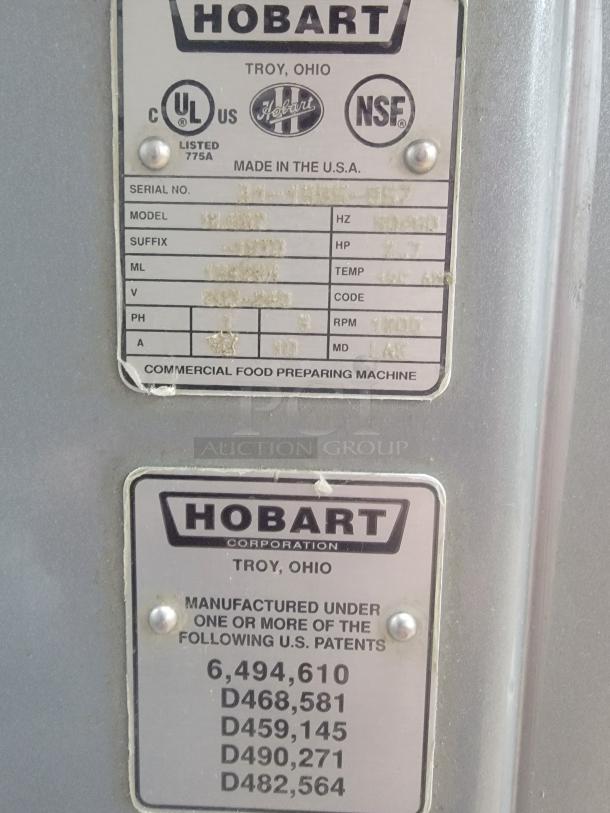 HOBART
TROY, OHIO
C UL US Hobart NSF
LISTED
775A
MADE IN THE U.S.A.
SERIAL NO.
MODEL HZ
SUFFIX HP
ML TEMP
V CODE
PH RPM
A MD
COMMERCIAL FOOD PREPARING MACHINE
PCI
AUCTION GROUP
HOBART
CORPORATION
TROY, OHIO
MANUFACTURED UNDER
ONE OR MORE OF THE
FOLLOWING U.S. PATENTS
6,494,610
D468,581
D459,145
D490,271
D482,564